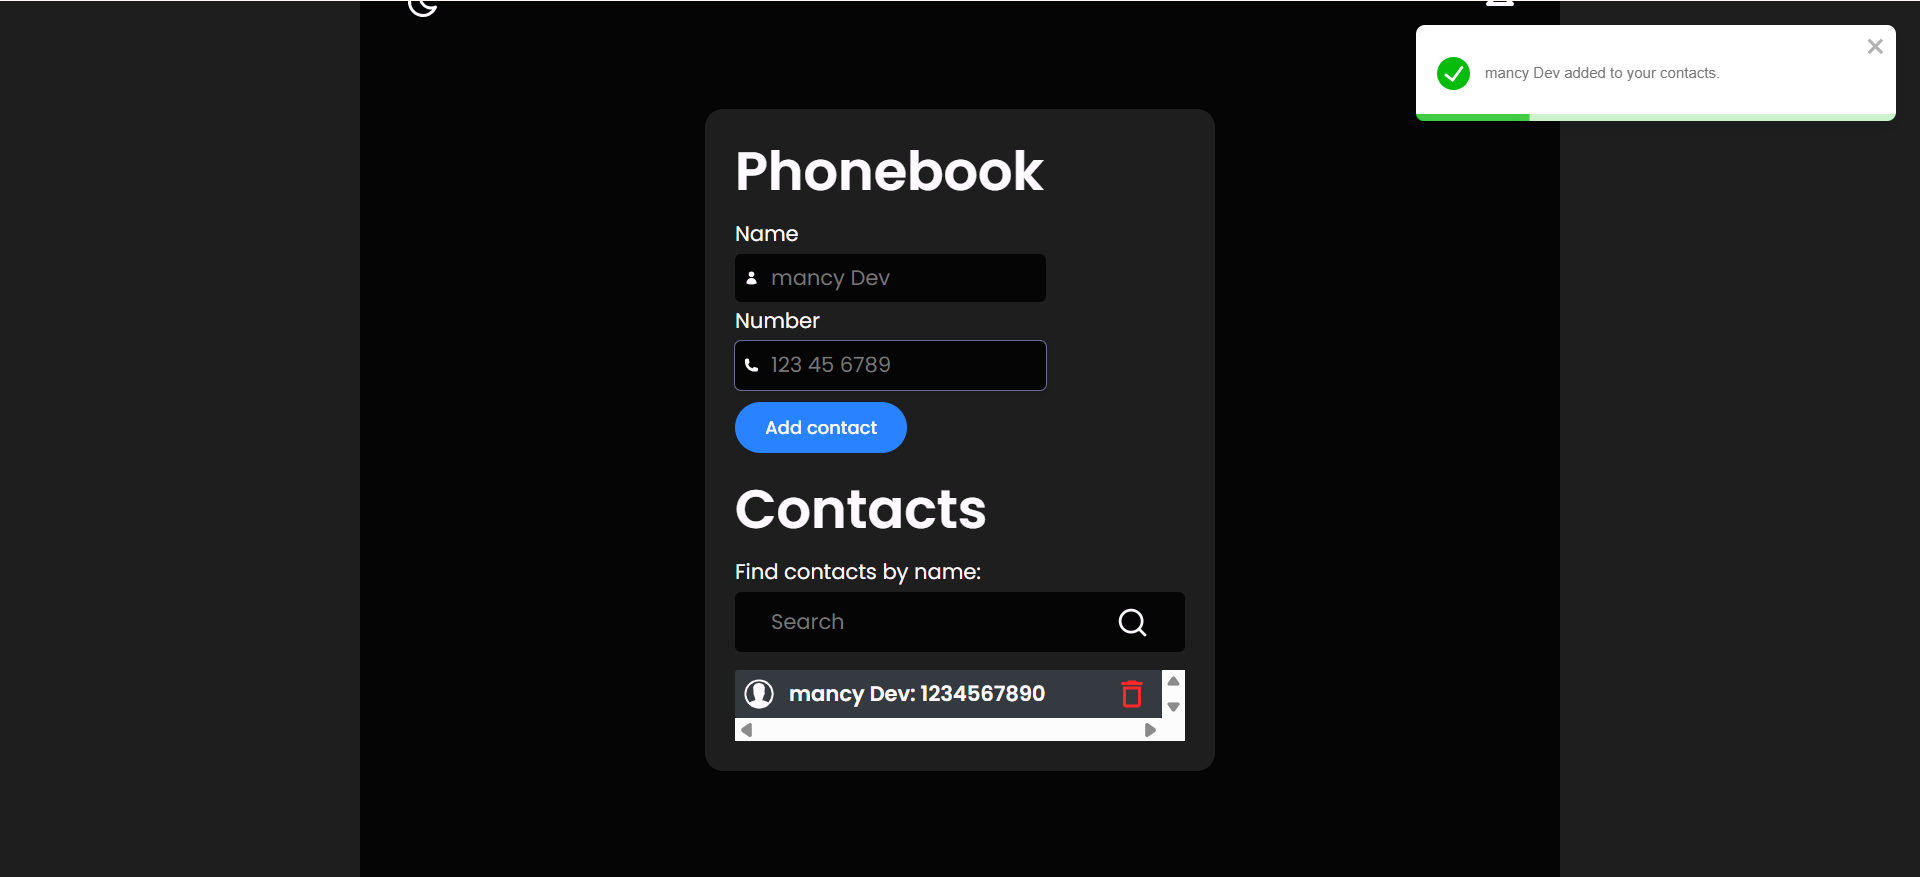 mancy Dev added to your contacts.
Phonebook
Name
mancy Dev
Number
123 45 6789
Add contact
Contacts
Find contacts by name:
Search
mancy Dev: 1234567890